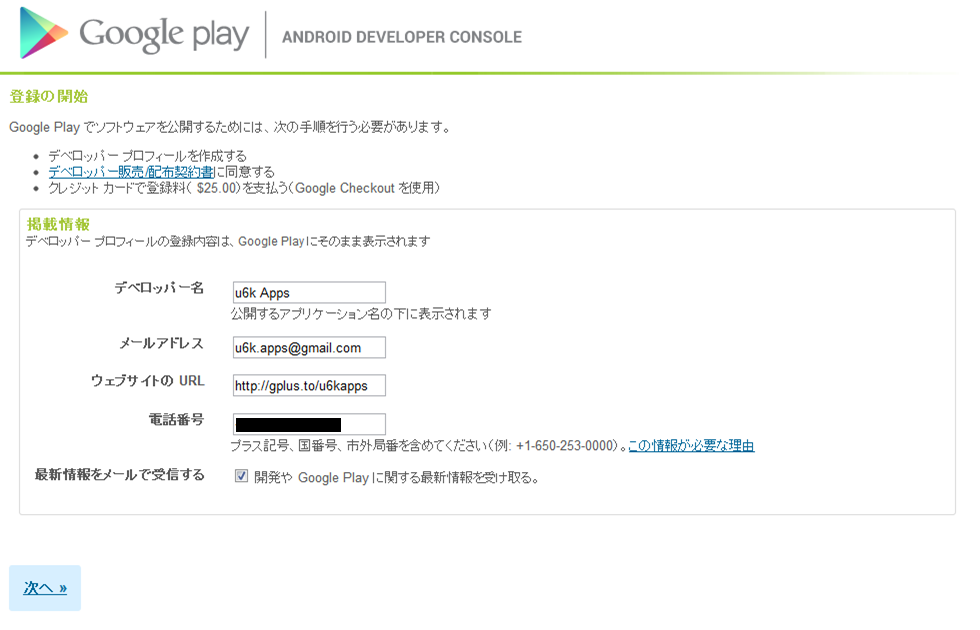 Google play ANDROID DEVELOPER CONSOLE
登録の開始
Google Play でソフトウェアを公開するためには、次の手順を行う必要があります。
• デベロッパー プロフィールを作成する
• デベロッパー販売/配布契約書に同意する
• クレジット カードで登録料( $25.00)を支払う(Google Checkout を使用)
掲載情報
デベロッパー プロフィールの登録内容は、Google Playにそのまま表示されます
デベロッパー名 u6k Apps
公開するアプリケーション名の下に表示されます
メールアドレス u6k.apps@gmail.com
ウェブサイトの URL http://gplus.to/u6kapps
電話番号
プラス記号、国番号、市外局番を含めてください(例: +1-650-253-0000)。この情報が必要な理由
最新情報をメールで受信する 開発や Google Play に関する最新情報を受け取る。
次へ »